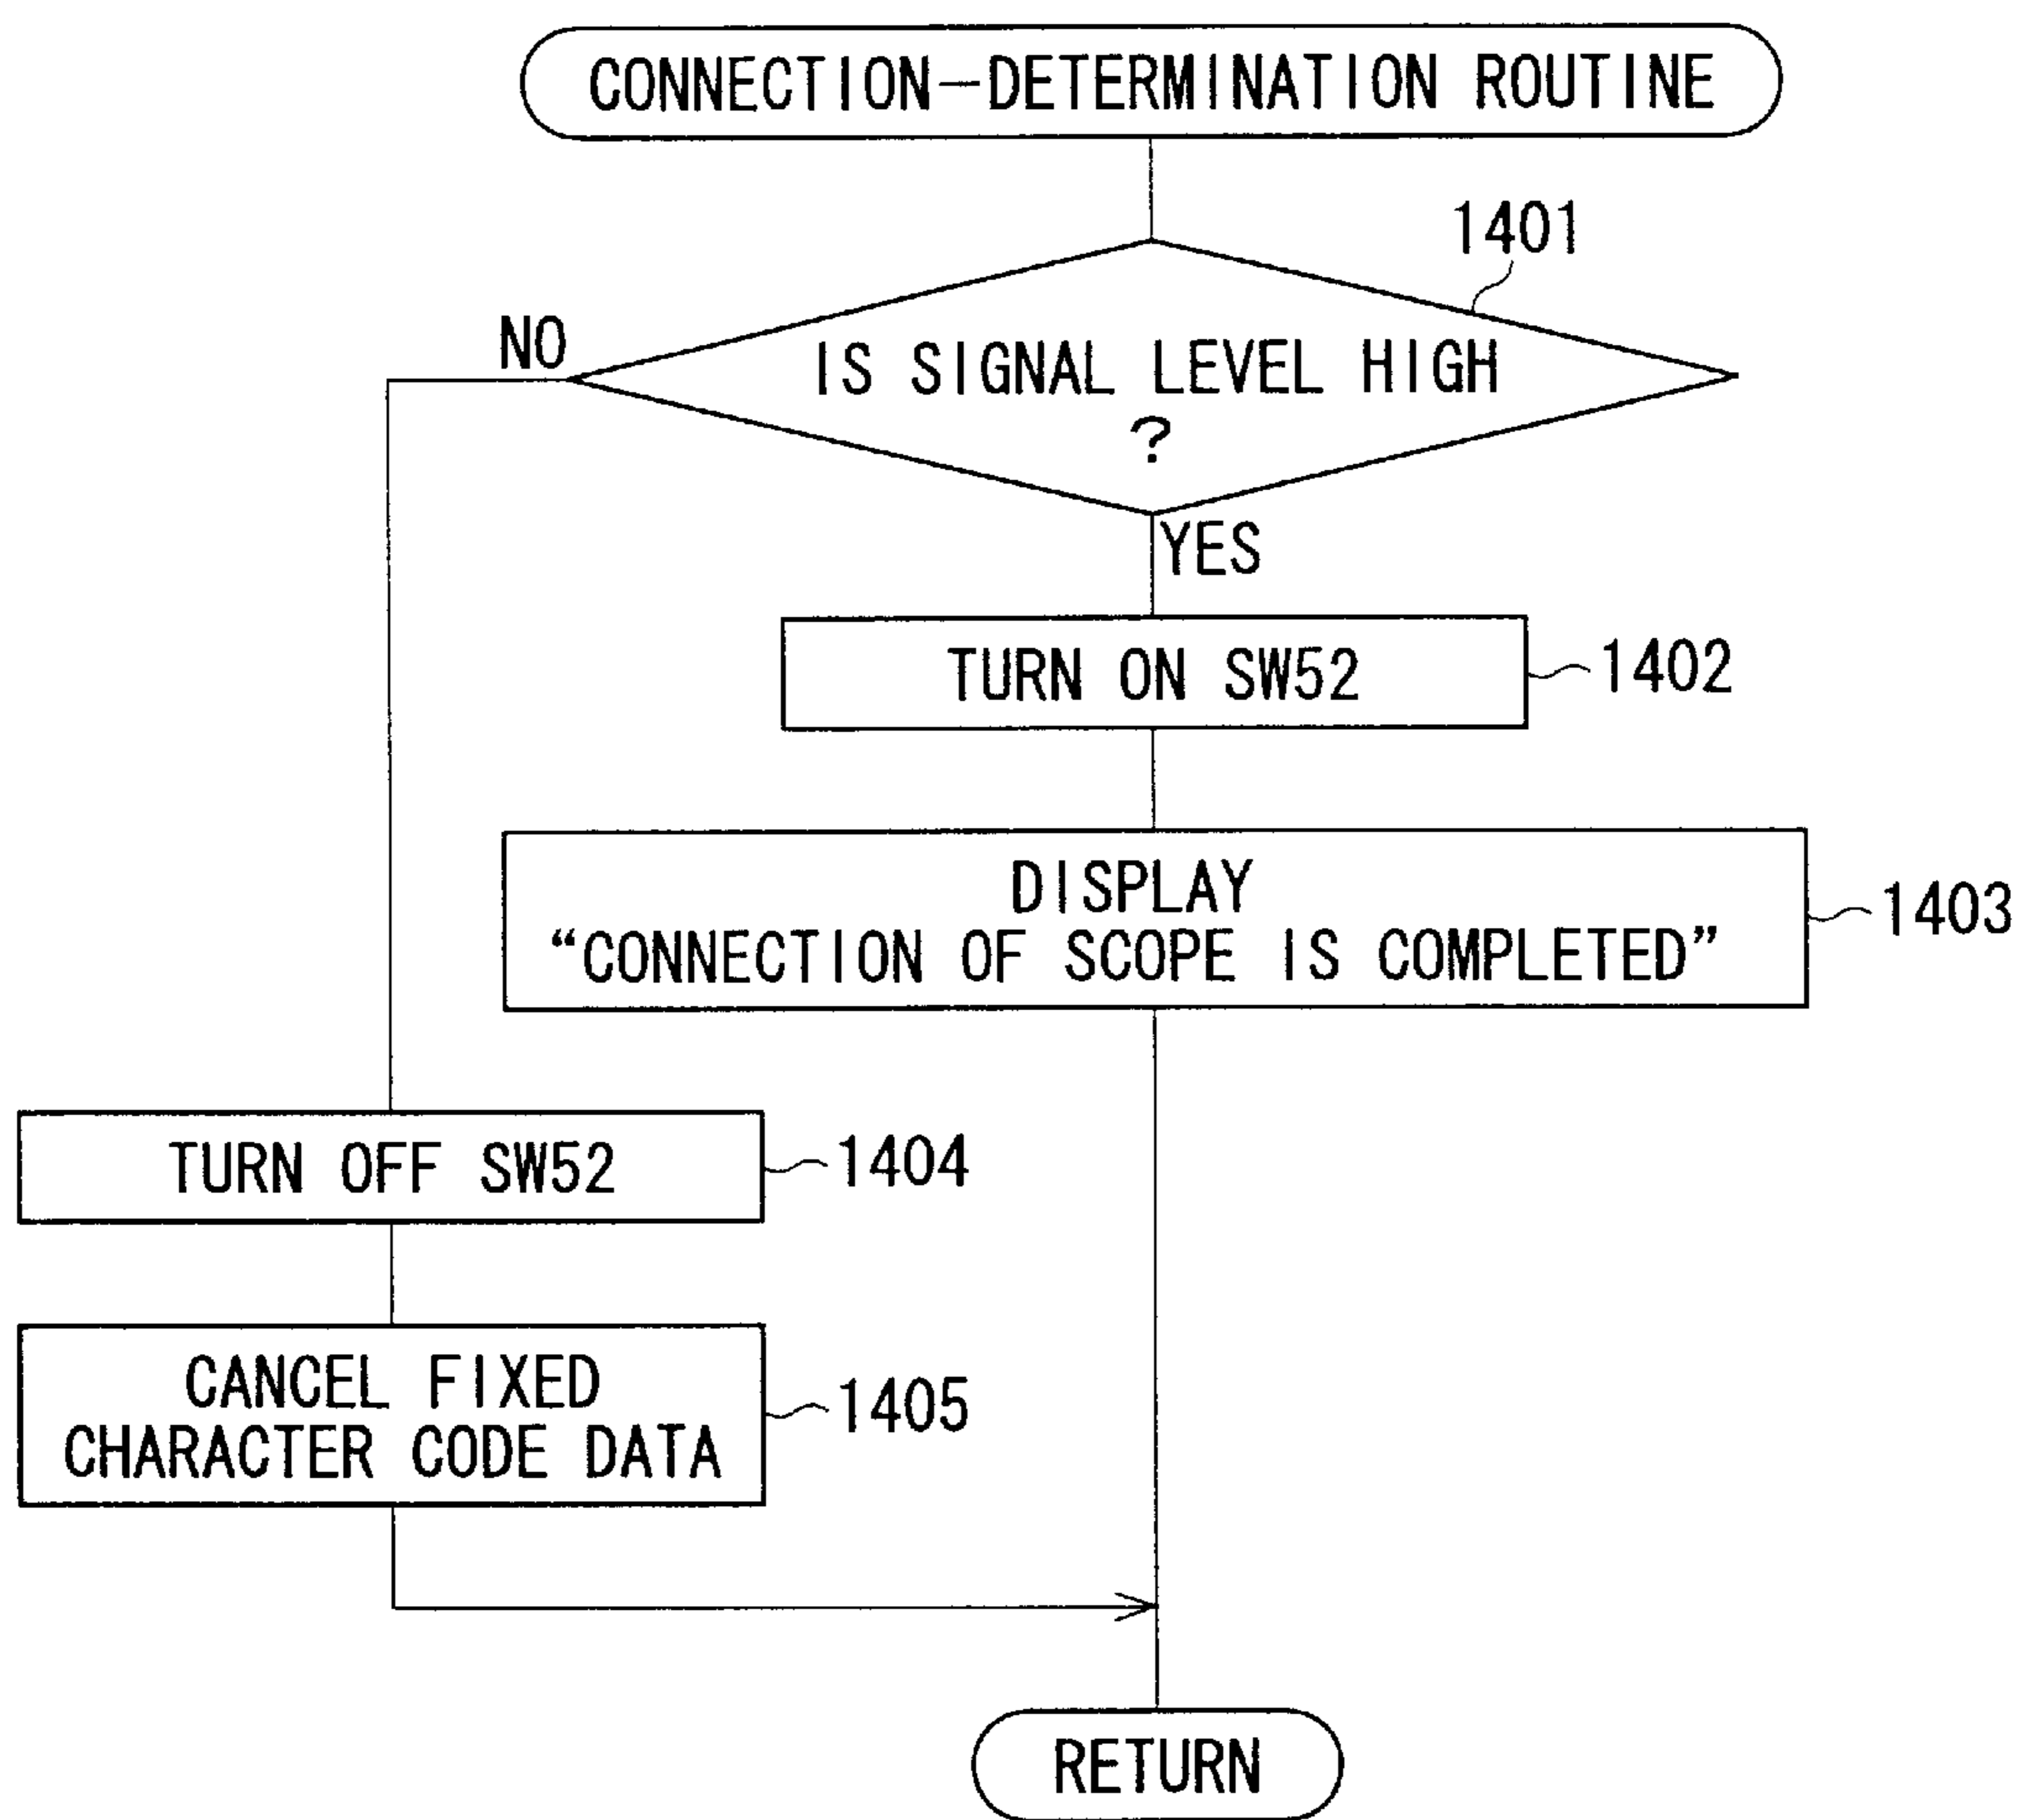 CONNECTION-DETERMINATION ROUTINE
1401
NO
IS SIGNAL LEVEL HIGH
?
YES
TURN ON SW52
1402
DISPLAY
“CONNECTION OF SCOPE IS COMPLETED”
1403
TURN OFF SW52
1404
CANCEL FIXED
CHARACTER CODE DATA
1405
RETURN